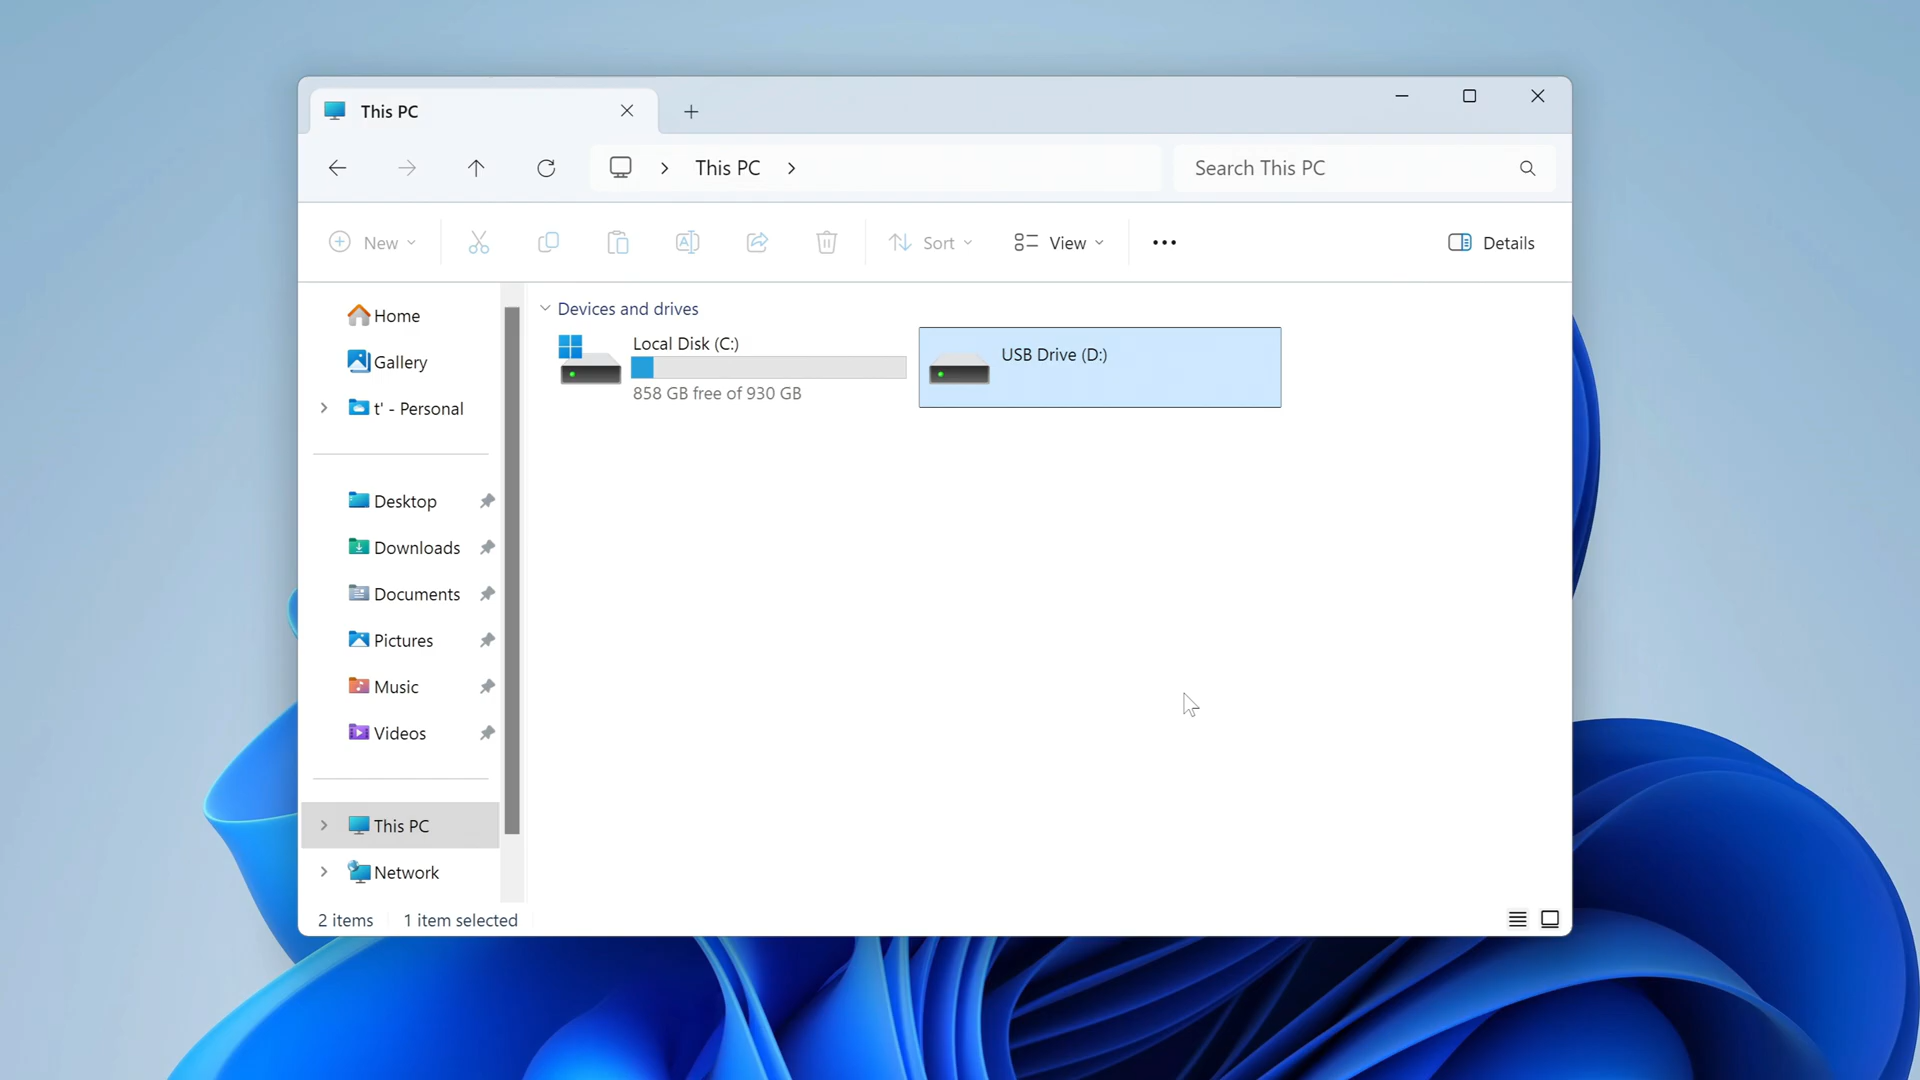 This PC
This PC
Search This PC
New
Sort
View
Details
Home
Gallery
t' - Personal
Desktop
Downloads
Documents
Pictures
Music
Videos
This PC
Network
Devices and drives
Local Disk (C:)
858 GB free of 930 GB
USB Drive (D:)
2 items
1 item selected